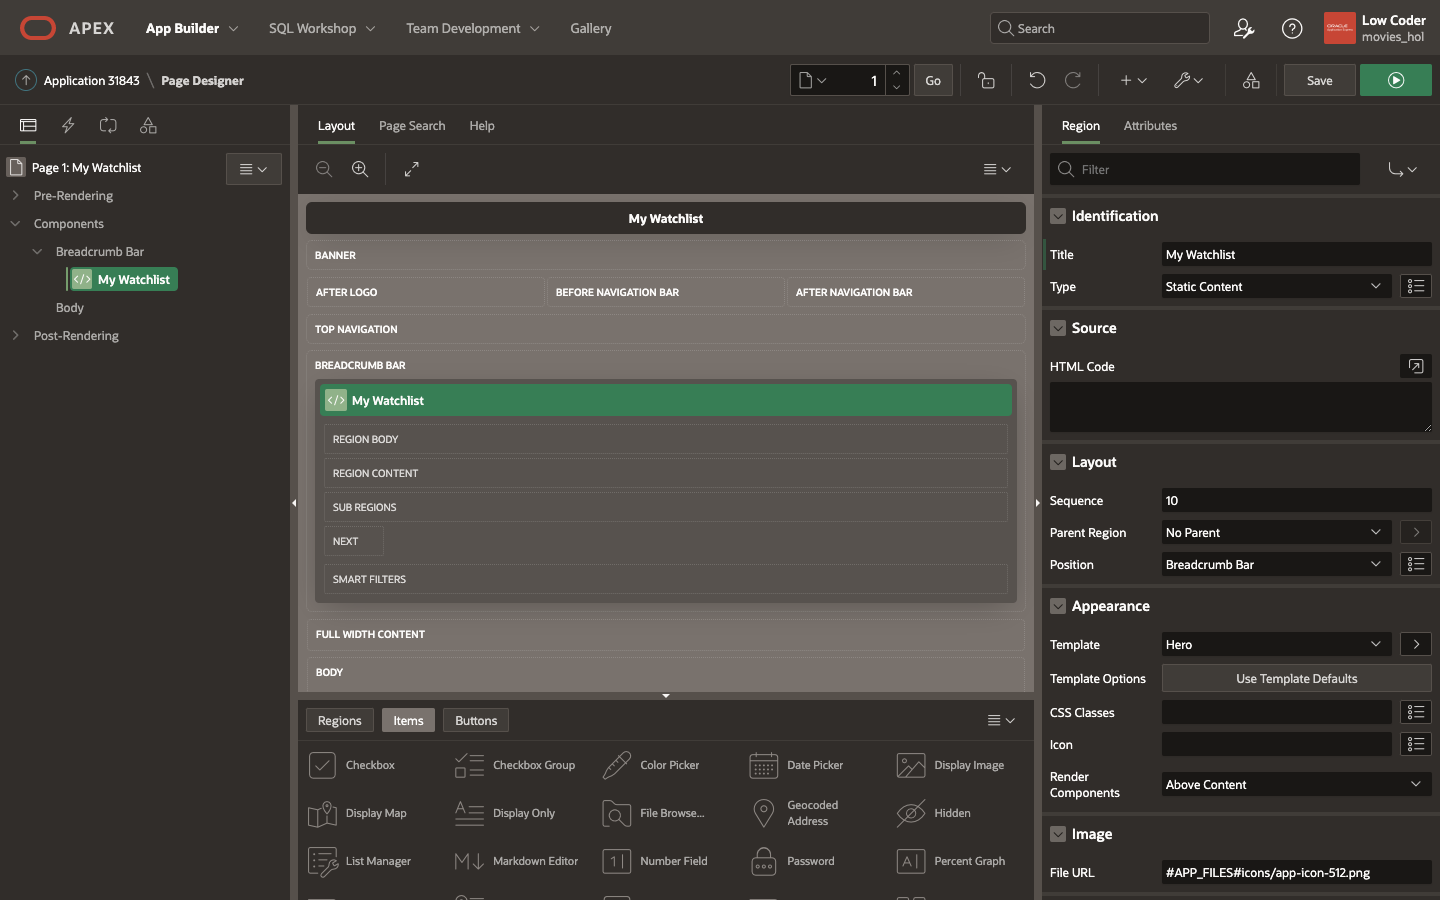 APEX
App Builder
SQL Workshop
Team Development
Gallery
Search
Low Coder
movies_hol
Application 31843 \ Page Designer
1
Go
Save
Page 1: My Watchlist
Pre-Rendering
Components
Breadcrumb Bar
</> My Watchlist
Body
Post-Rendering
Layout
Page Search
Help
My Watchlist
BANNER
AFTER LOGO
BEFORE NAVIGATION BAR
AFTER NAVIGATION BAR
TOP NAVIGATION
BREADCRUMB BAR
</> My Watchlist
REGION BODY
REGION CONTENT
SUB REGIONS
NEXT
SMART FILTERS
FULL WIDTH CONTENT
BODY
Regions
Items
Buttons
Checkbox
Checkbox Group
Color Picker
Date Picker
Display Image
Display Map
Display Only
File Browse...
Geocoded
Address
Hidden
List Manager
Markdown Editor
Number Field
Password
Percent Graph
Region
Attributes
Filter
Identification
Title
My Watchlist
Type
Static Content
Source
HTML Code
Layout
Sequence
10
Parent Region
No Parent
Position
Breadcrumb Bar
Appearance
Template
Hero
Template Options
Use Template Defaults
CSS Classes
Icon
Render
Components
Above Content
Image
File URL
#APP_FILES#icons/app-icon-512.png